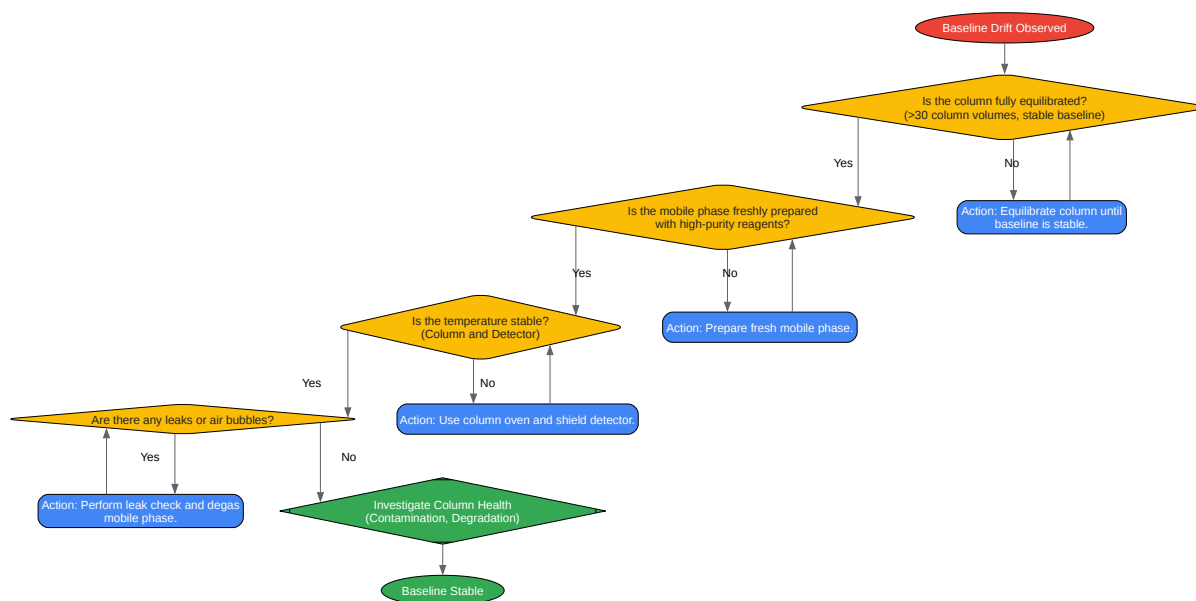 Baseline Drift Observed
Is the column fully equilibrated?
(>30 column volumes, stable baseline)
Yes
No
Action: Equilibrate column until
baseline is stable.
Is the mobile phase freshly prepared
with high-purity reagents?
Yes
No
Action: Prepare fresh mobile phase.
Is the temperature stable?
(Column and Detector)
Yes
No
Action: Use column oven and shield detector.
Are there any leaks or air bubbles?
Yes
No
Action: Perform leak check and degas
mobile phase.
Investigate Column Health
(Contamination, Degradation)
Baseline Stable